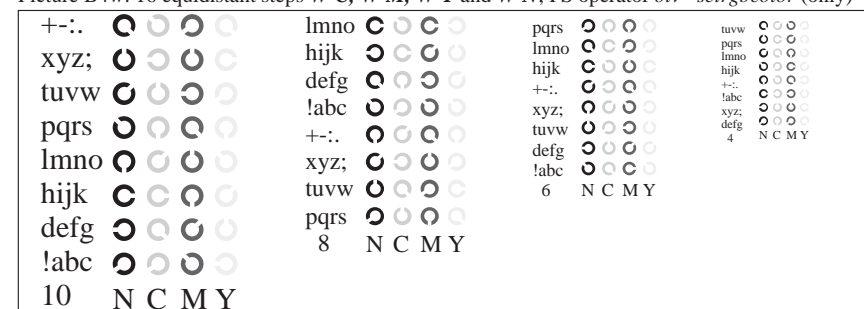 Picture 16 equidistant steps and PS operator setrgbcolor (only)
+-:.
xyz;
tuvw
pqrs
lmno
hijk
defg
!abc
10 N C M Y
lmno
hijk
defg
!abc
+-:.
xyz;
tuvw
pqrs
8 N C M Y
pqrs
lmno
hijk
+-:.
xyz;
tuvw
defg
!abc
6 N C M Y
tuvw
pqrs
lmno
hijk
+-:.
!abc
xyz;
defg
4 N C M Y